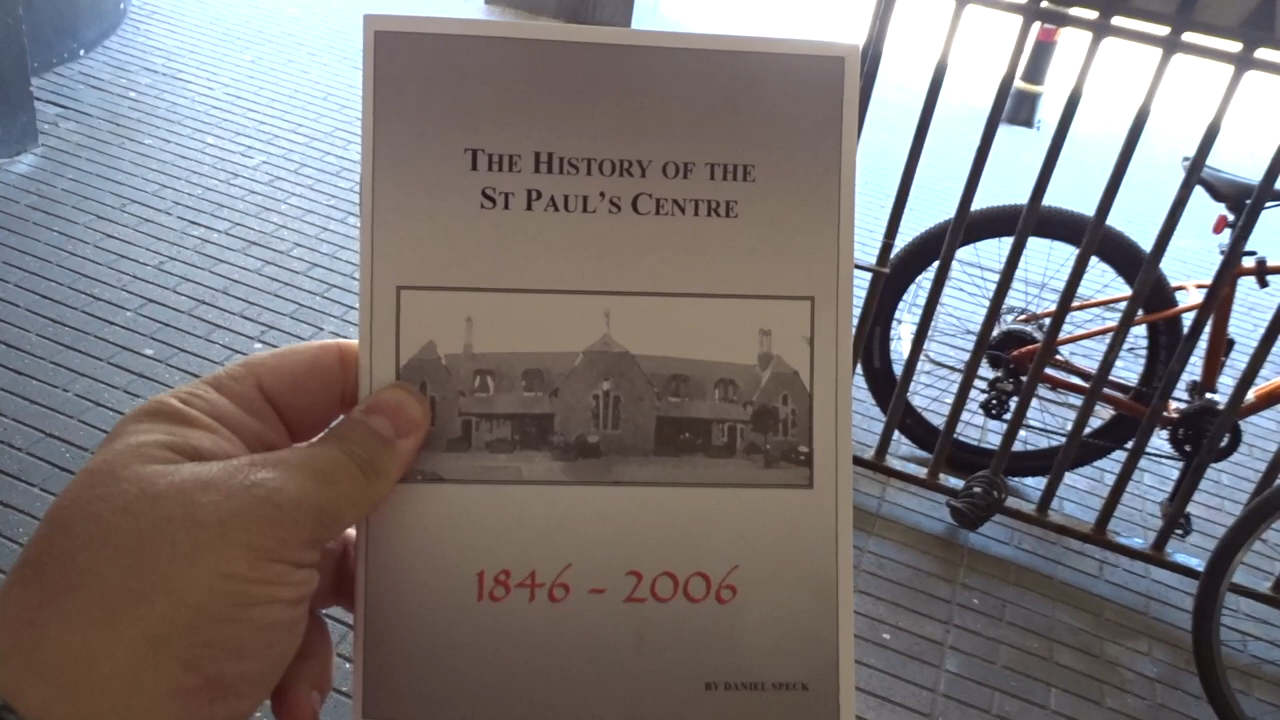 THE HISTORY OF THE
ST PAUL'S CENTRE
1846 - 2006
BY DANIEL SPECK